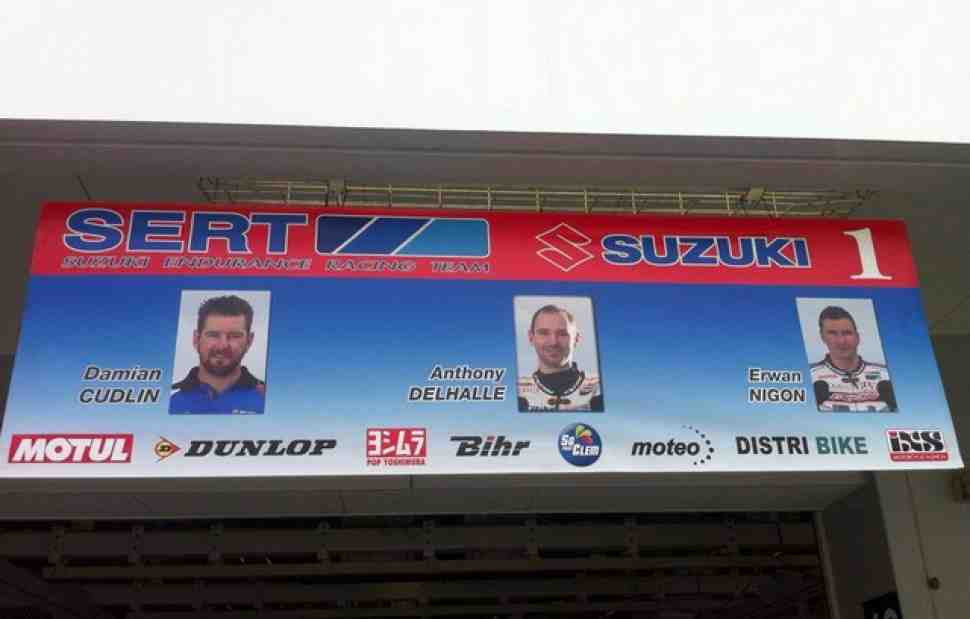 SERT
SUZUKI ENDURANCE RACING TEAM
SUZUKI
1
Damian
CUDLIN
Anthony
DELHALLE
Erwan
NIGON
MOTUL
DUNLOP
ヨシムラ
POP YOSHIMURA
Bihr
moteo
DISTRI BIKE
iXS